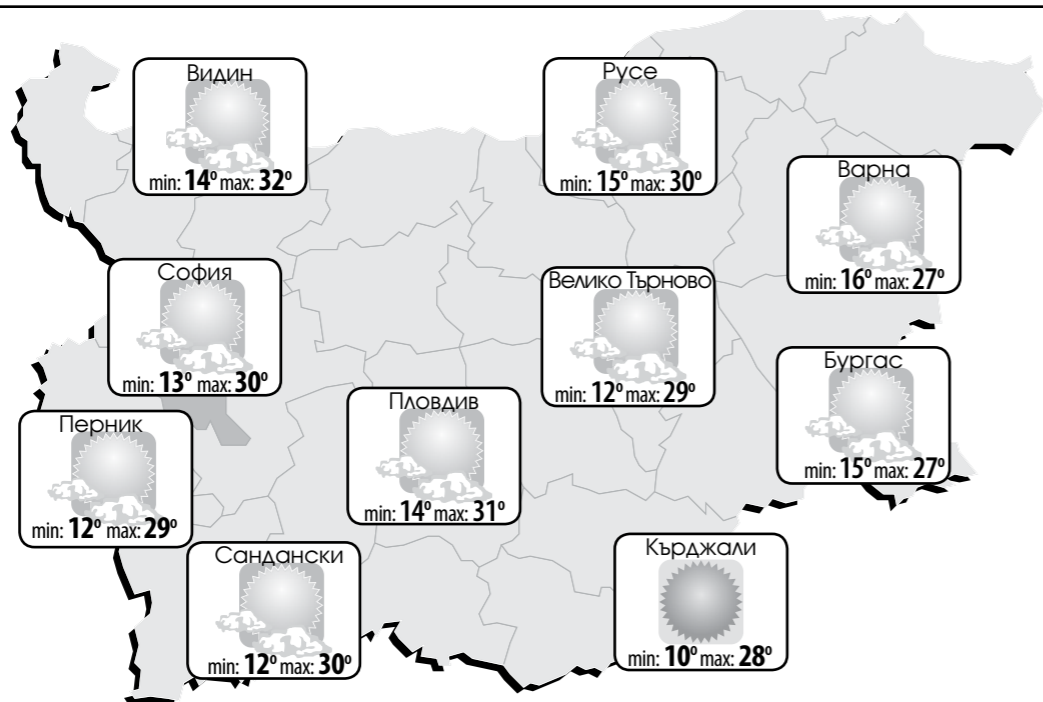 Видин
min: 14° max: 32°
Русе
min: 15° max: 30°
Варна
min: 16° max: 27°
София
min: 13° max: 30°
Велико Търново
min: 12° max: 29°
Бургас
min: 15° max: 27°
Пловдив
min: 14° max: 31°
Перник
min: 12° max: 29°
Сандански
min: 12° max: 30°
Кърджали
min: 10° max: 28°